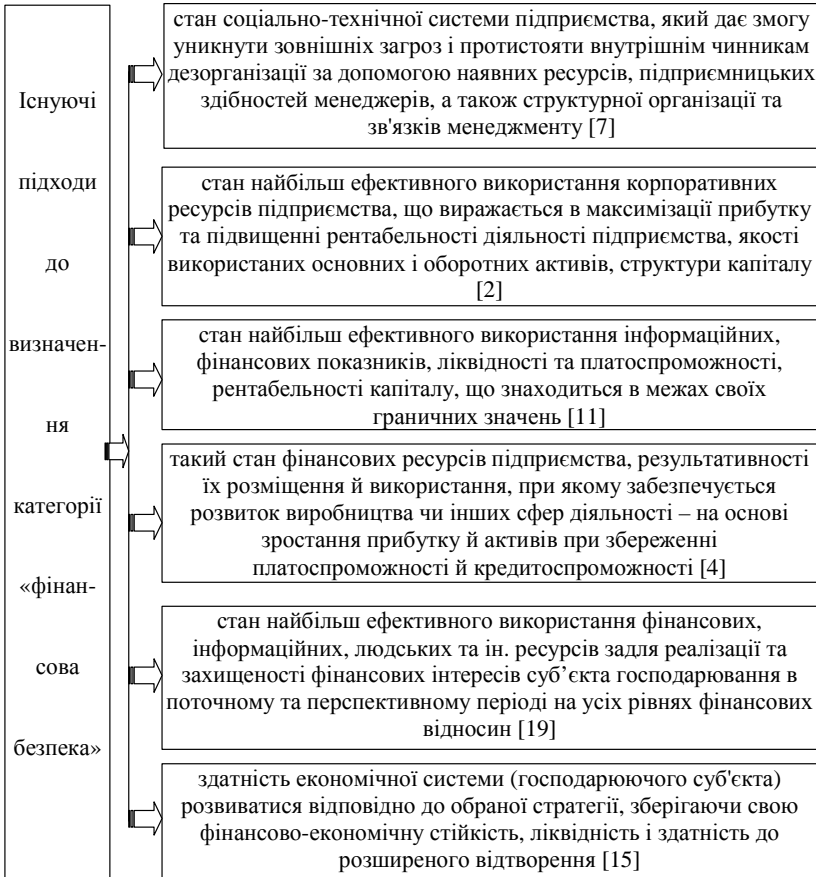 Існуючі
підходи
до
визначен-
ня
категорії
«фінан-
сова
безпека»
стан соціально-технічної системи підприємства, який дає змогу
уникнути зовнішніх загроз і протистояти внутрішнім чинникам
дезорганізації за допомогою наявних ресурсів, підприємницьких
здібностей менеджерів, а також структурної організації та
зв'язків менеджменту [7]
стан найбільш ефективного використання корпоративних
ресурсів підприємства, що виражається в максимізації прибутку
та підвищенні рентабельності діяльності підприємства, якості
використаних основних і оборотних активів, структури капіталу
[2]
стан найбільш ефективного використання інформаційних,
фінансових показників, ліквідності та платоспроможності,
рентабельності капіталу, що знаходиться в межах своїх
граничних значень [11]
такий стан фінансових ресурсів підприємства, результативності
їх розміщення й використання, при якому забезпечується
розвиток виробництва чи інших сфер діяльності – на основі
зростання прибутку й активів при збереженні
платоспроможності й кредитоспроможності [4]
стан найбільш ефективного використання фінансових,
інформаційних, людських та ін. ресурсів задля реалізації та
захищеності фінансових інтересів суб’єкта господарювання в
поточному та перспективному періоді на усіх рівнях фінансових
відносин [19]
здатність економічної системи (господарюючого суб'єкта)
розвиватися відповідно до обраної стратегії, зберігаючи свою
фінансово-економічну стійкість, ліквідність і здатність до
розширеного відтворення [15]